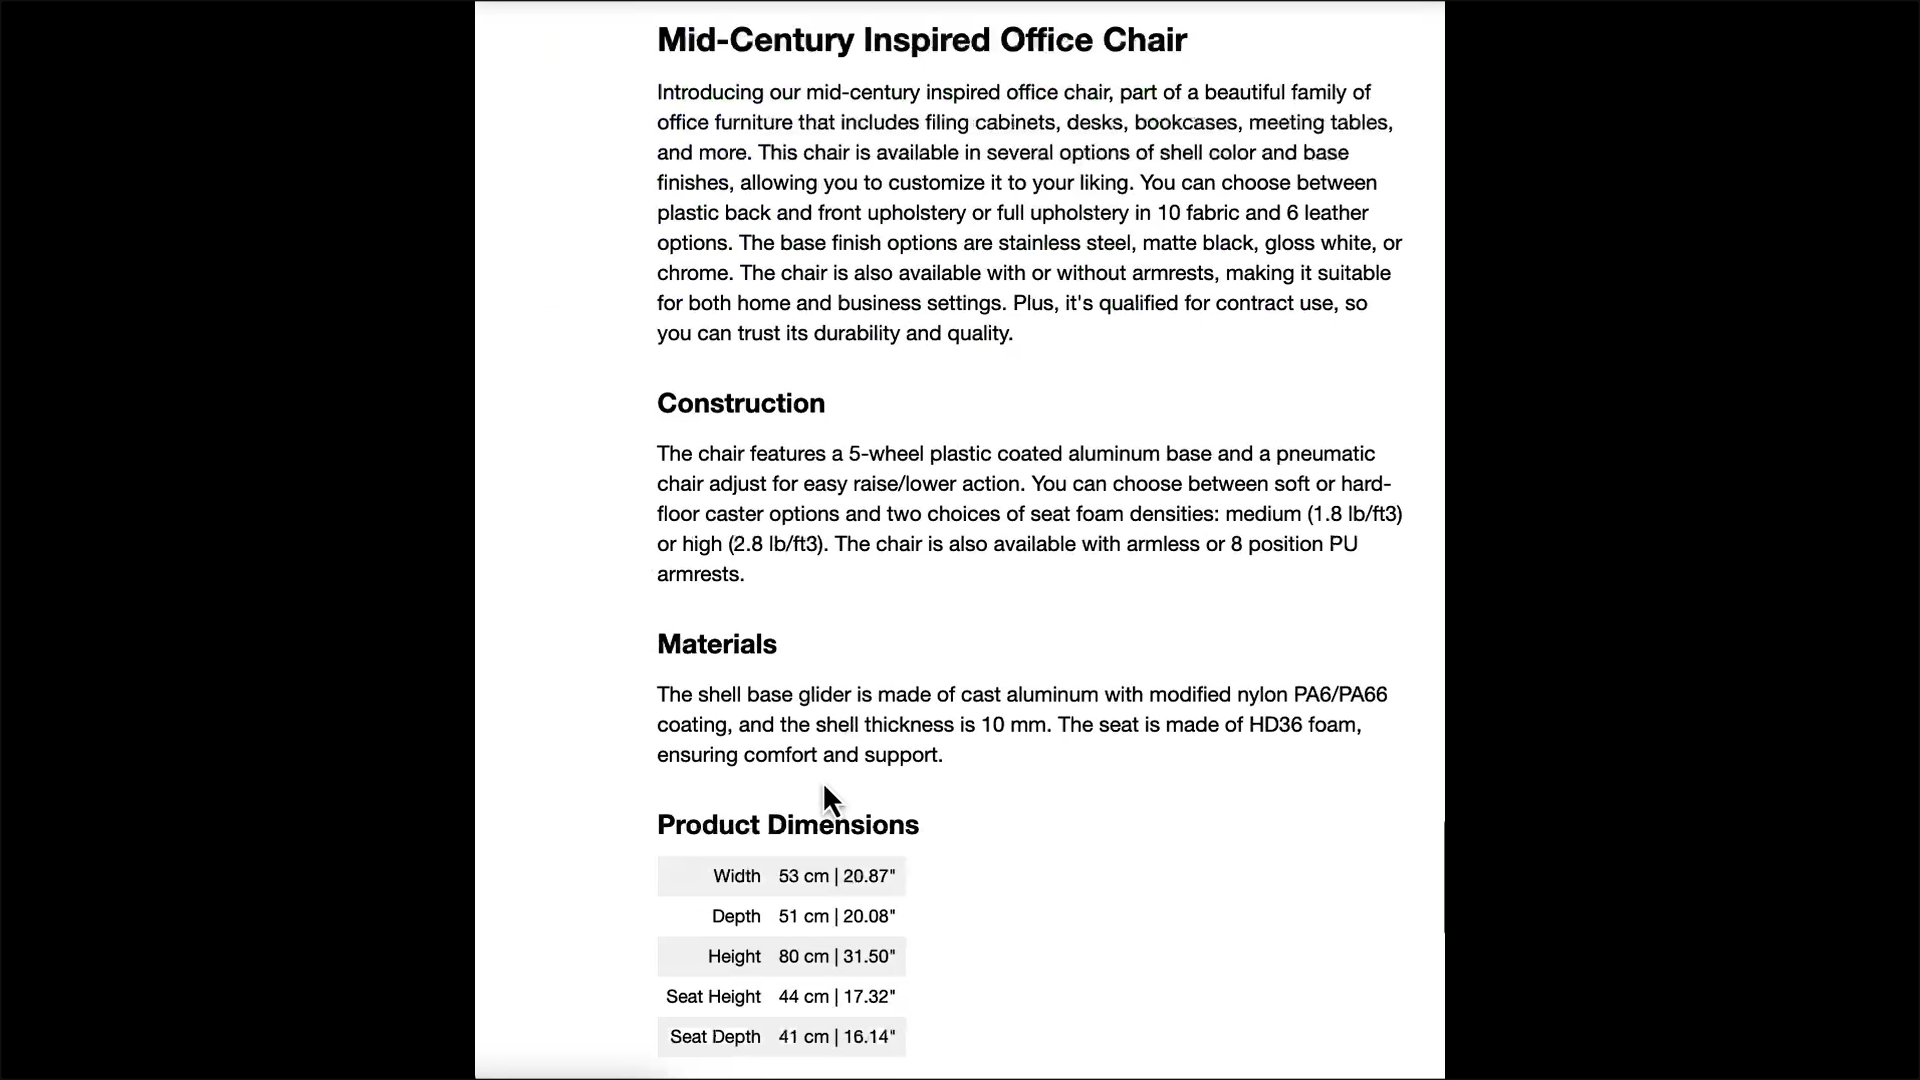 Mid-Century Inspired Office Chair
Introducing our mid-century inspired office chair, part of a beautiful family of
office furniture that includes filing cabinets, desks, bookcases, meeting tables,
and more. This chair is available in several options of shell color and base
finishes, allowing you to customize it to your liking. You can choose between
plastic back and front upholstery or full upholstery in 10 fabric and 6 leather
options. The base finish options are stainless steel, matte black, gloss white, or
chrome. The chair is also available with or without armrests, making it suitable
for both home and business settings. Plus, it's qualified for contract use, so
you can trust its durability and quality.
Construction
The chair features a 5-wheel plastic coated aluminum base and a pneumatic
chair adjust for easy raise/lower action. You can choose between soft or hard-
floor caster options and two choices of seat foam densities: medium (1.8 lb/ft3)
or high (2.8 lb/ft3). The chair is also available with armless or 8 position PU
armrests.
Materials
The shell base glider is made of cast aluminum with modified nylon PA6/PA66
coating, and the shell thickness is 10 mm. The seat is made of HD36 foam,
ensuring comfort and support.
Product Dimensions
Width 53 cm | 20.87"
Depth 51 cm | 20.08"
Height 80 cm | 31.50"
Seat Height 44 cm | 17.32"
Seat Depth 41 cm | 16.14"